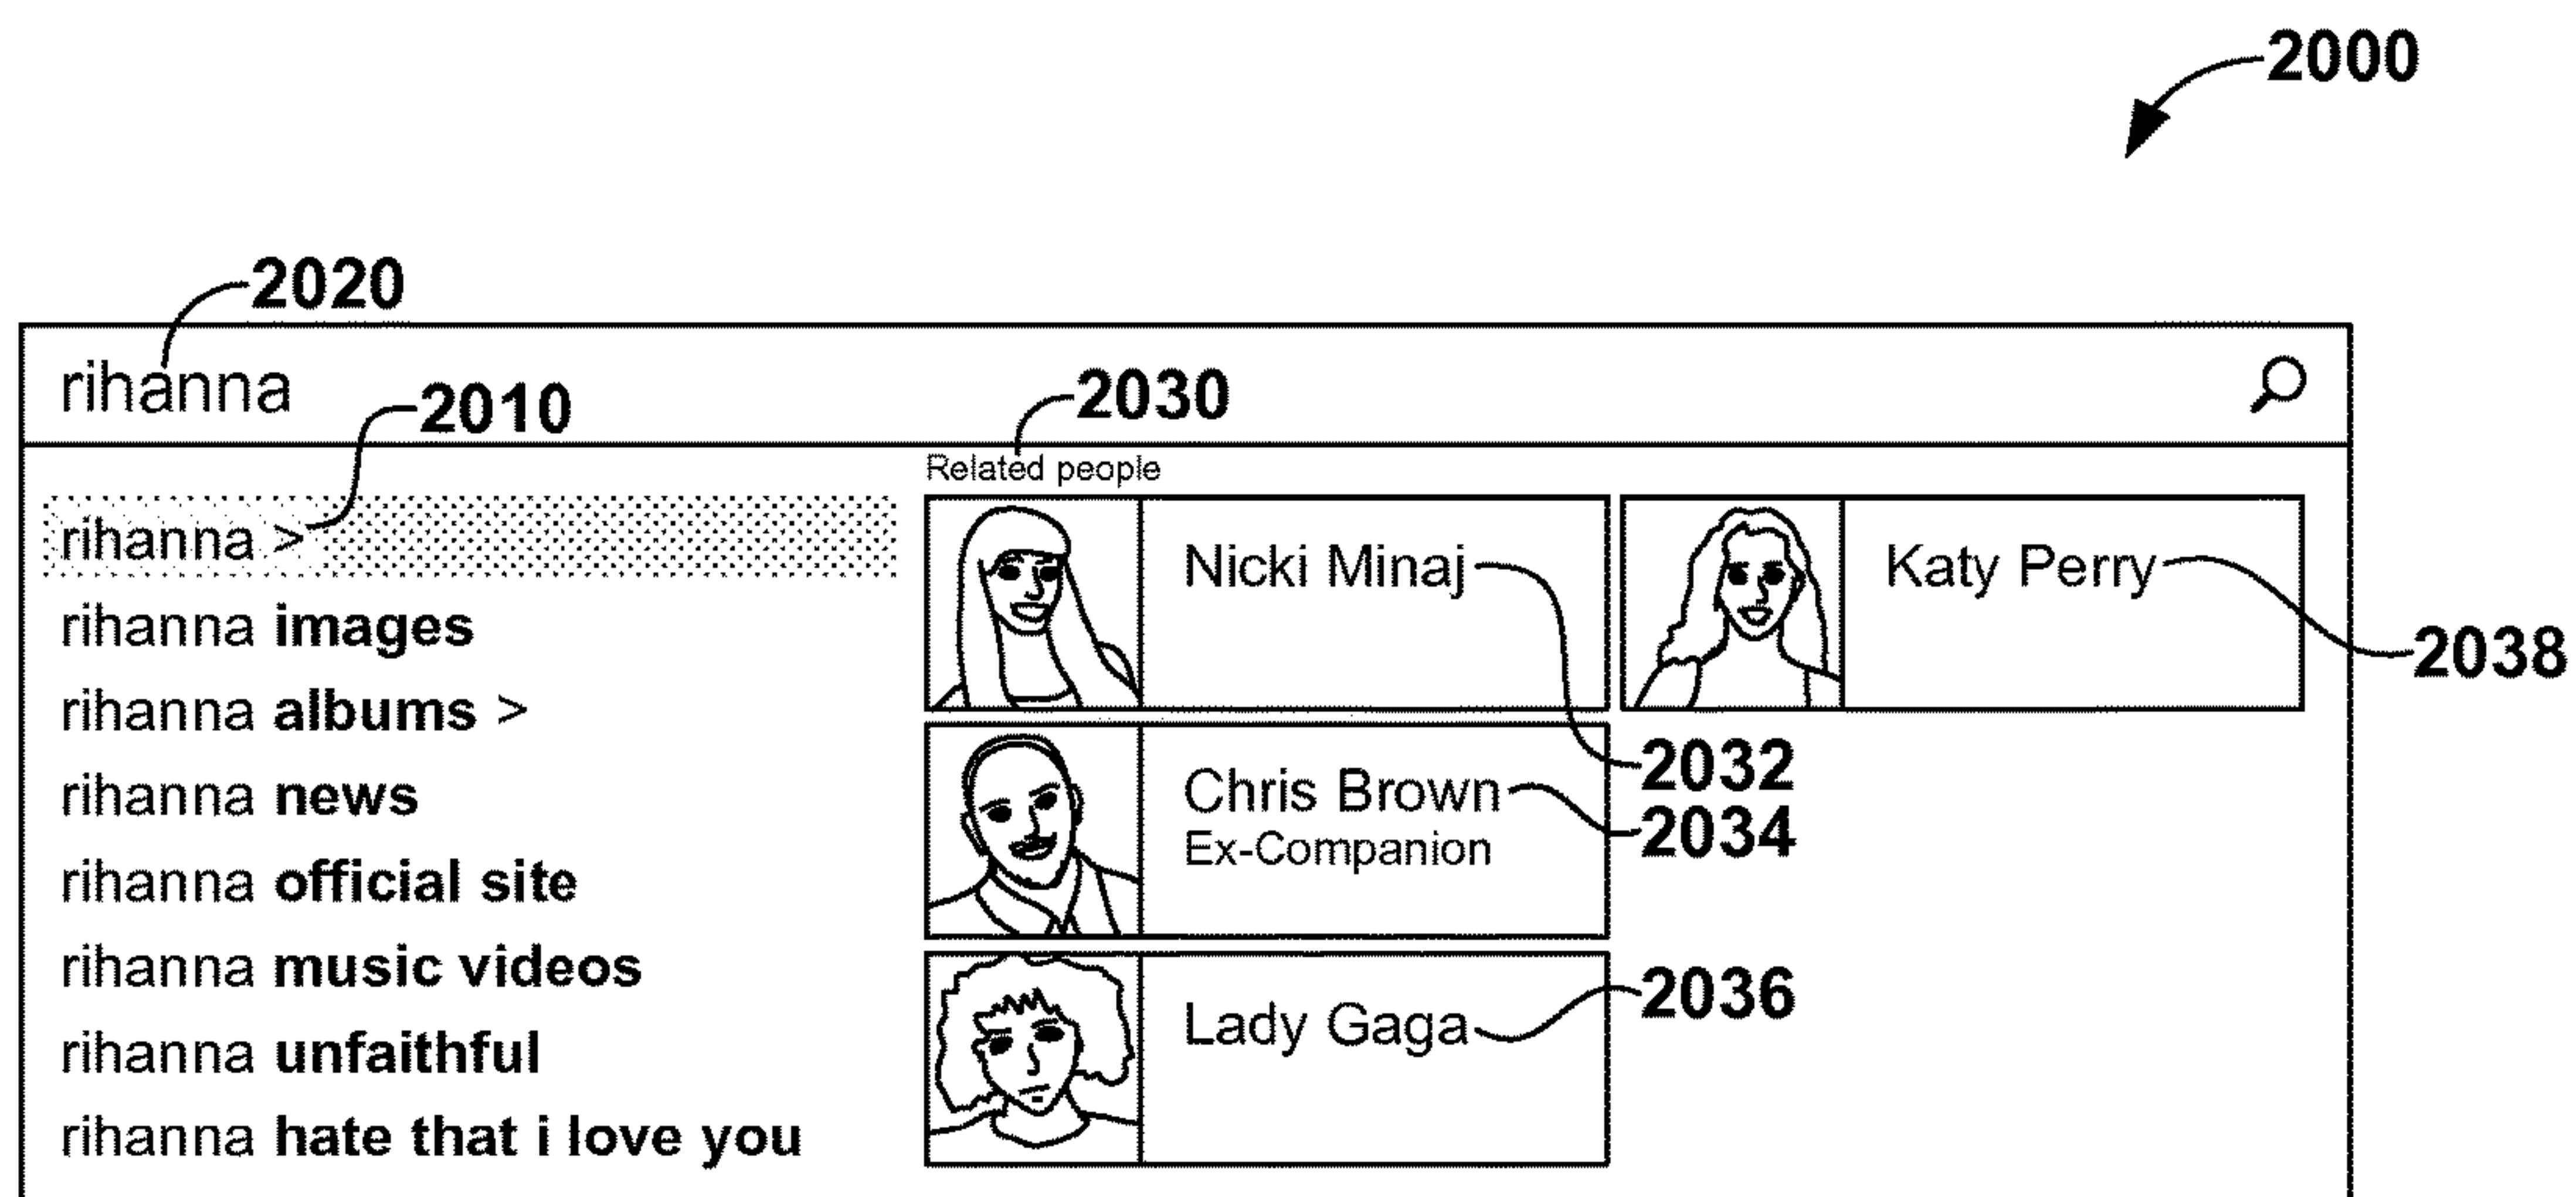 2000
2020
rihanna
2010
2030
Related people
rihanna >
rihanna images
rihanna albums >
rihanna news
rihanna official site
rihanna music videos
rihanna unfaithful
rihanna hate that i love you
Nicki Minaj
2032
Katy Perry
2038
Chris Brown
Ex-Companion
2034
Lady Gaga
2036